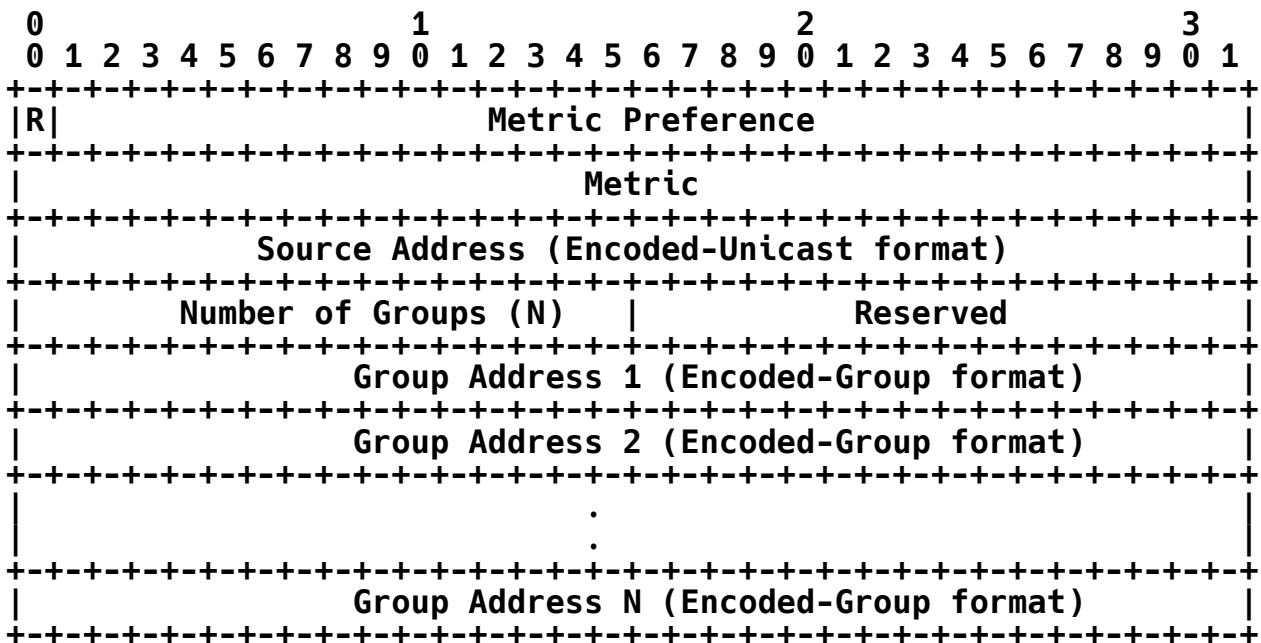 0                   1                   2                   3
 0 1 2 3 4 5 6 7 8 9 0 1 2 3 4 5 6 7 8 9 0 1 2 3 4 5 6 7 8 9 0 1
+-+-+-+-+-+-+-+-+-+-+-+-+-+-+-+-+-+-+-+-+-+-+-+-+-+-+-+-+-+-+-+-+
|R|                      Metric Preference                      |
+-+-+-+-+-+-+-+-+-+-+-+-+-+-+-+-+-+-+-+-+-+-+-+-+-+-+-+-+-+-+-+-+
|                             Metric                            |
+-+-+-+-+-+-+-+-+-+-+-+-+-+-+-+-+-+-+-+-+-+-+-+-+-+-+-+-+-+-+-+-+
|            Source Address (Encoded-Unicast format)            |
+-+-+-+-+-+-+-+-+-+-+-+-+-+-+-+-+-+-+-+-+-+-+-+-+-+-+-+-+-+-+-+-+
|        Number of Groups (N)   |           Reserved            |
+-+-+-+-+-+-+-+-+-+-+-+-+-+-+-+-+-+-+-+-+-+-+-+-+-+-+-+-+-+-+-+-+
|                 Group Address 1 (Encoded-Group format)        |
+-+-+-+-+-+-+-+-+-+-+-+-+-+-+-+-+-+-+-+-+-+-+-+-+-+-+-+-+-+-+-+-+
|                 Group Address 2 (Encoded-Group format)        |
+-+-+-+-+-+-+-+-+-+-+-+-+-+-+-+-+-+-+-+-+-+-+-+-+-+-+-+-+-+-+-+-+
|                             .                                 |
|                             .                                 |
+-+-+-+-+-+-+-+-+-+-+-+-+-+-+-+-+-+-+-+-+-+-+-+-+-+-+-+-+-+-+-+-+
|                 Group Address N (Encoded-Group format)        |
+-+-+-+-+-+-+-+-+-+-+-+-+-+-+-+-+-+-+-+-+-+-+-+-+-+-+-+-+-+-+-+-+